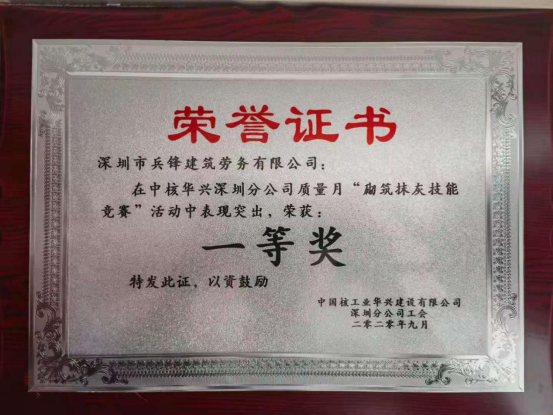 荣誉证书
深圳市兵锋建筑劳务有限公司：
在中核华兴深圳分公司质量月“砌筑抹灰技能
竞赛”活动中表现突出，荣获：
一等奖
特发此证，以资鼓励
中国核工业华兴建设有限公司
深圳分公司工会
二零二零年九月